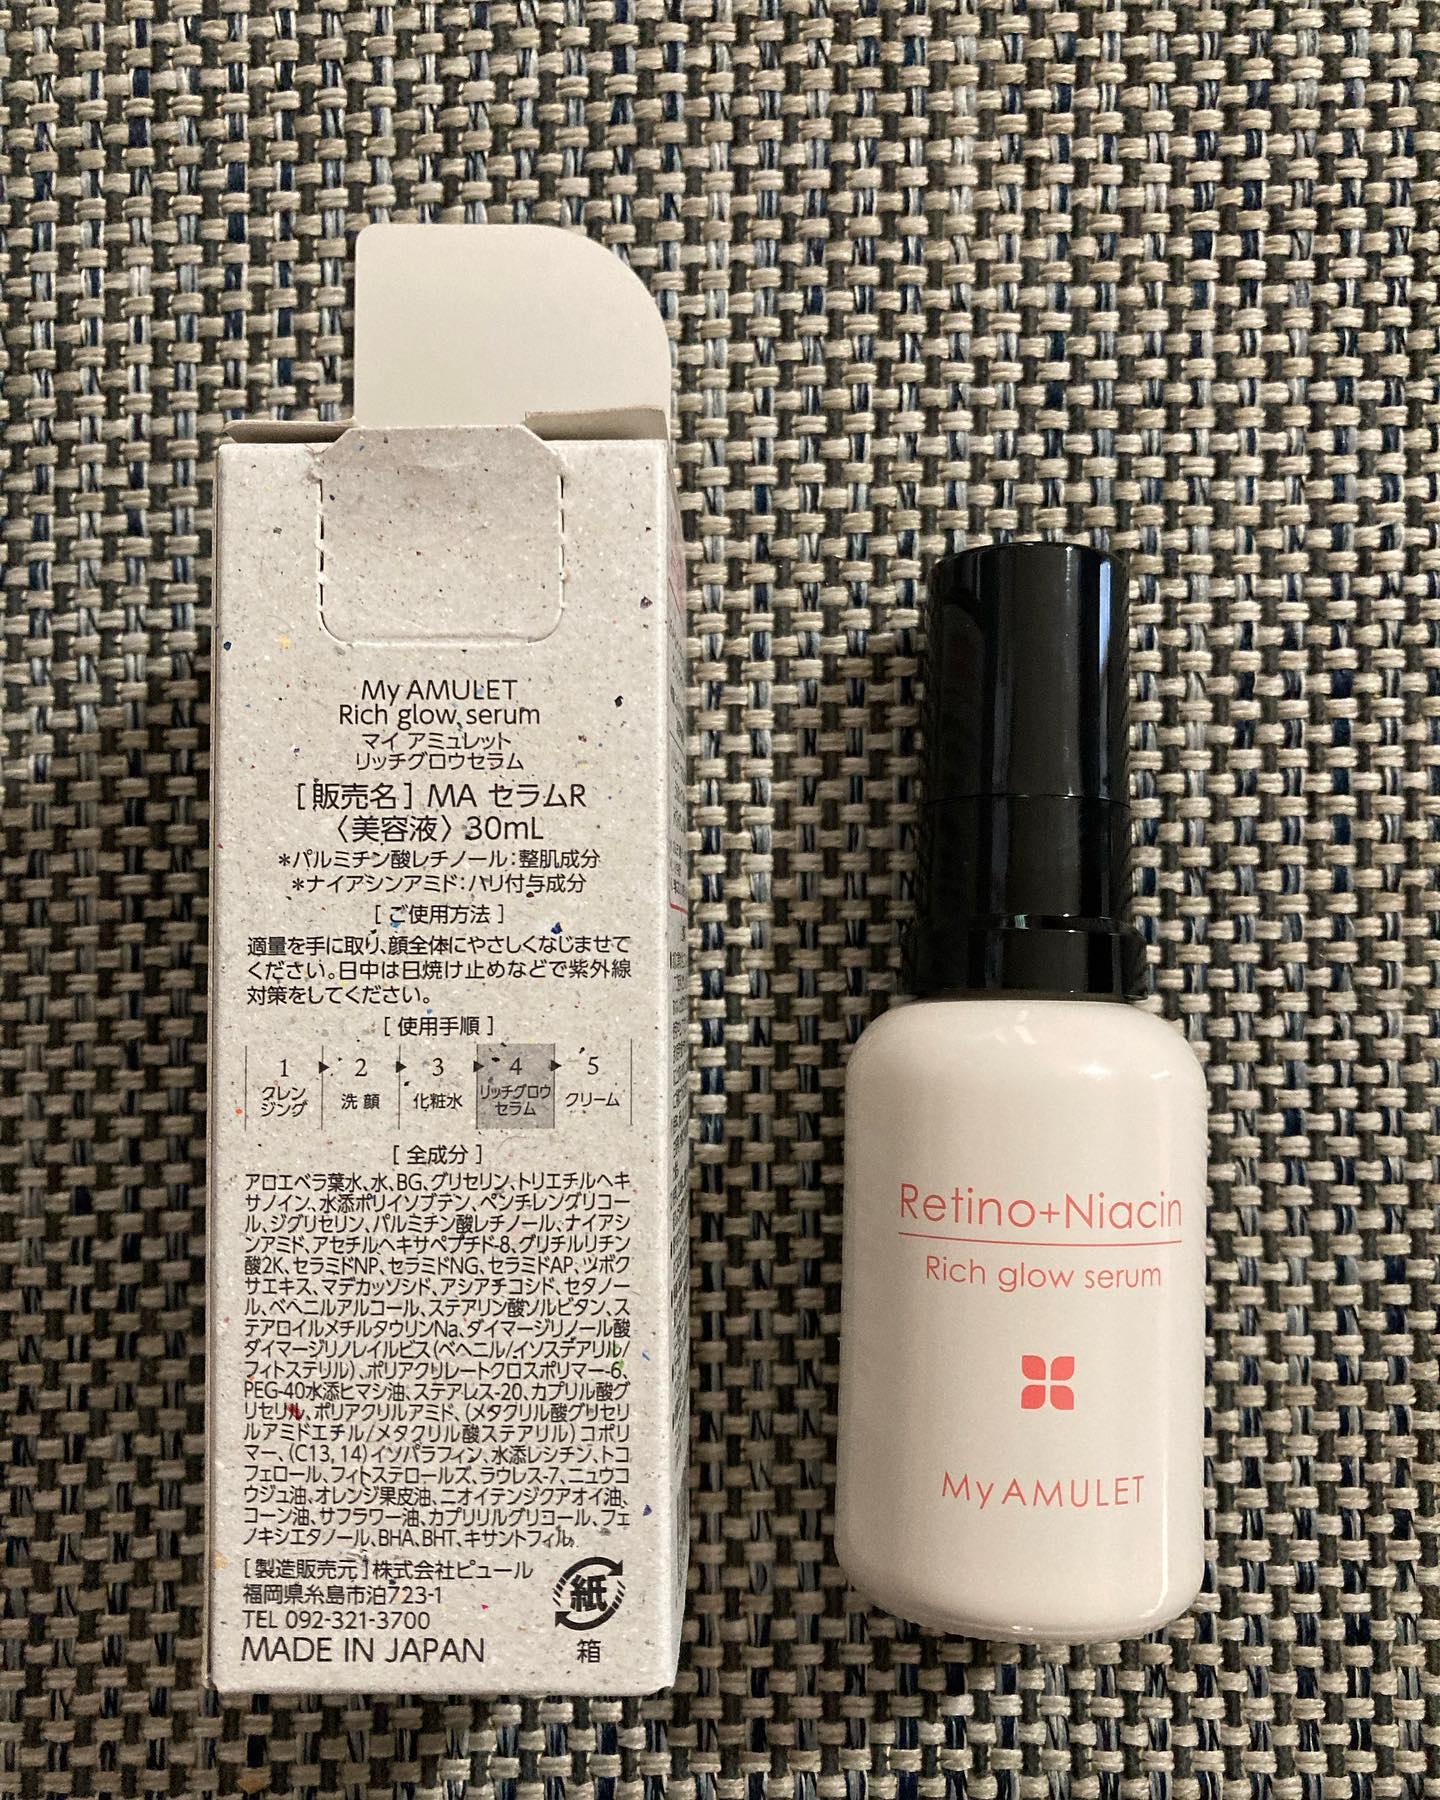 My AMULET
Rich glow serum
マイ アミュレット
リッチグロウセラム
[販売名] MA セラムR
〈美容液〉30mL
*パルミチン酸レチノール:整肌成分
*ナイアシンアミド:ハリ付与成分
[ ご使用方法 ]
適量を手に取り、顔全体にやさしくなじませて
ください。日中は日焼け止めなどで紫外線
対策をしてください。
[ 使用手順 ]
1 2 3 4 5
クレンジング 洗顔 化粧水 リッチグロウセラム クリーム
[ 全成分 ]
アロエベラ葉水、水、BG、グリセリン、トリエチルヘキ
サノイン、水添ポリイソブテン、ペンチレングリコー
ル、ジグリセリン、パルミチン酸レチノール、ナイアシ
ンアミド、アセチルヘキサペプチド-8、グリチルリチン
酸2K、セラミドNP、セラミドNG、セラミドAP、ツボク
サエキス、マデカッソシド、アシアチコシド、セタノー
ル、ベヘニルアルコール、ステアリン酸ソルビタン、ス
テアロイルメチルタウリンNa、ダイマージリノール酸
ダイマージリノレイルビス(ベヘニル/イソステアリル/
フィトステリル)、ポリアクリレートクロスポリマー-6、
PEG-40水添ヒマシ油、ステアレス-20、カプリル酸グ
リセリル、ポリアクリルアミド、(メタクリル酸グリセリ
ルアミドエチル/メタクリル酸ステアリル)コポリ
マー、(C13,14)イソパラフィン、水添レシチン、トコ
フェロール、フィトステロールズ、ラウレス-7、ニュウコ
ウジュ油、オレンジ果皮油、ニオイテンジクアオイ油、
コーン油、サフラワー油、カプリリルグリコール、フェ
ノキシエタノール、BHA、BHT、キサントフィル
[製造販売元]株式会社ピュール
福岡県糸島市泊723-1
TEL 092-321-3700
MADE IN JAPAN
紙
箱
Retino+Niacin
Rich glow serum
My AMULET